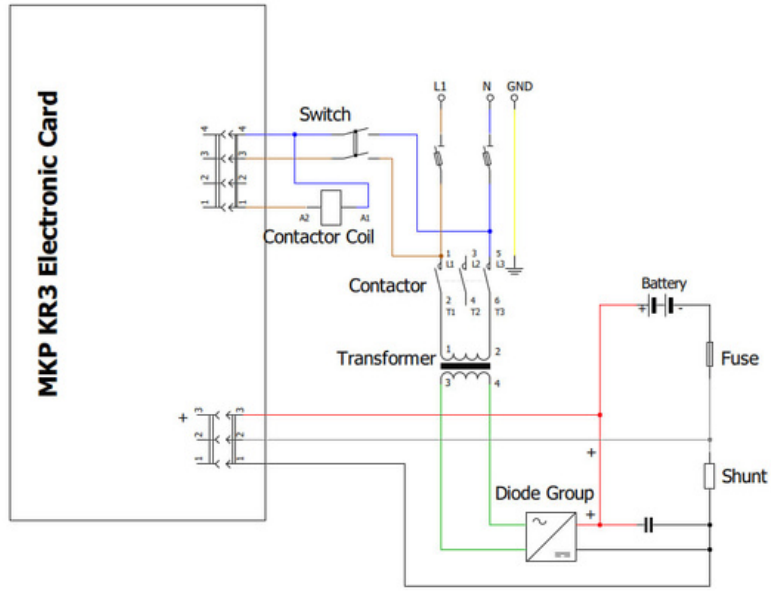 MKP KR3 Electronic Card
L1 N GND
Switch
4 4
3 3
2 2
1 1
A2 A1
Contactor Coil
1 3 5
L1 L2 L3
Contactor
2 4 6
T1 T2 T3
Battery
+ -
Transformer
1 2
3 4
Fuse
+ 3 3
2 2
1 1
+
Shunt
Diode Group
+